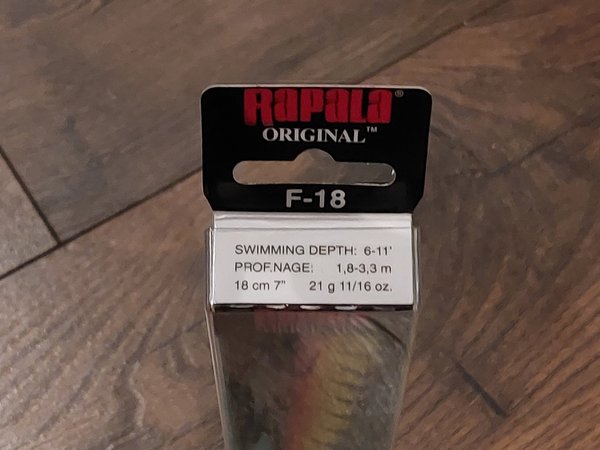 RAPALA®
ORIGINAL™
F-18
SWIMMING DEPTH: 6-11'
PROF.NAGE: 1,8-3,3 m
18 cm 7" 21 g 11/16 oz.